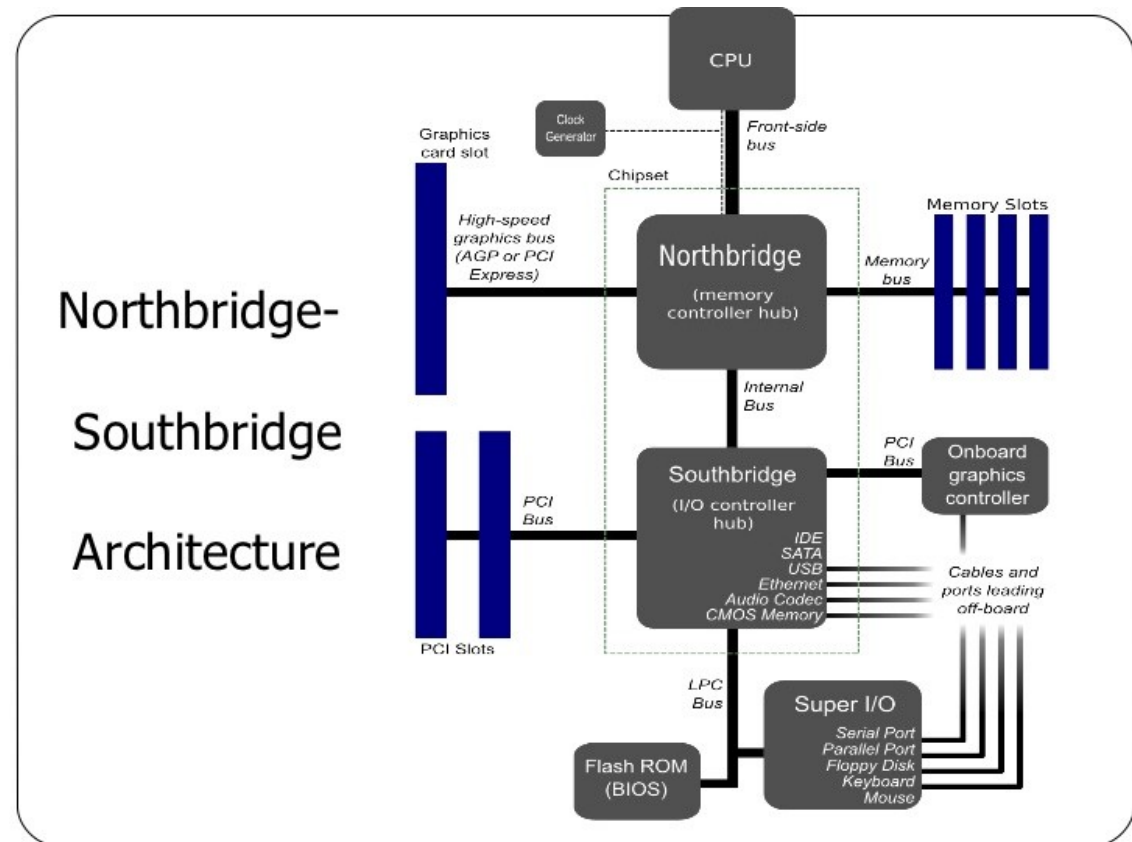 Northbridge-
Southbridge
Architecture
CPU
Clock
Generator
Front-side
bus
Graphics
card slot
Chipset
High-speed
graphics bus
(AGP or PCI
Express)
Northbridge
(memory
controller hub)
Memory
bus
Memory Slots
Internal
Bus
Southbridge
(I/O controller
hub)
IDE
SATA
USB
Ethernet
Audio Codec
CMOS Memory
PCI
Bus
Onboard
graphics
controller
PCI
Bus
PCI Slots
Cables and
ports leading
off-board
LPC
Bus
Super I/O
Serial Port
Parallel Port
Floppy Disk
Keyboard
Mouse
Flash ROM
(BIOS)